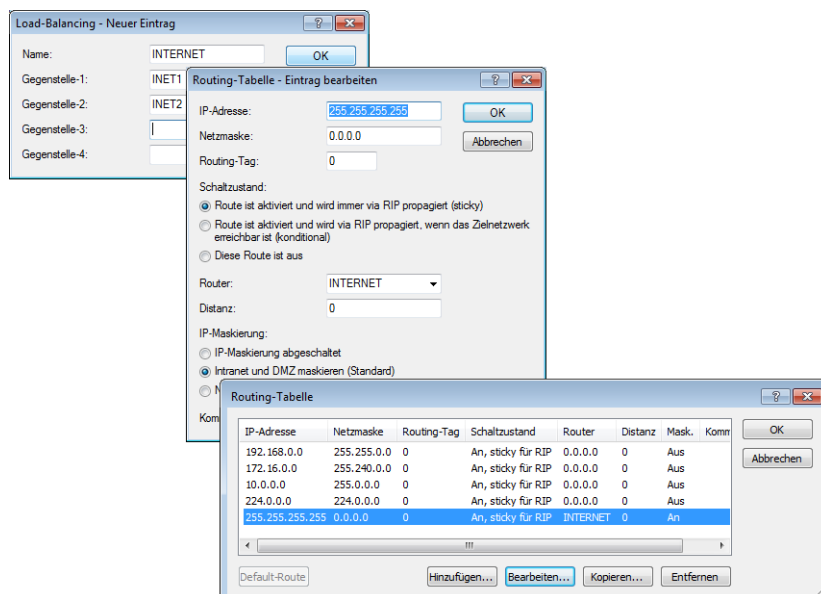 Load-Balancing - Neuer Eintrag
Name: INTERNET OK
Gegenstelle-1: INET1
Gegenstelle-2: INET2
Gegenstelle-3:
Gegenstelle-4:
Routing-Tabelle - Eintrag bearbeiten
IP-Adresse: 255.255.255.255 OK
Netzmaske: 0.0.0.0 Abbrechen
Routing-Tag: 0
Schaltzustand:
Route ist aktiviert und wird immer via RIP propagiert (sticky)
Route ist aktiviert und wird via RIP propagiert, wenn das Zielnetzwerk
erreichbar ist (konditional)
Diese Route ist aus
Router: INTERNET
Distanz: 0
IP-Maskierung:
IP-Maskierung abgeschaltet
Intranet und DMZ maskieren (Standard)
Routing-Tabelle
IP-Adresse Netzmaske Routing-Tag Schaltzustand Router Distanz Mask. Komm OK
192.168.0.0 255.255.0.0 0 An, sticky für RIP 0.0.0.0 0 Aus Abbrechen
172.16.0.0 255.240.0.0 0 An, sticky für RIP 0.0.0.0 0 Aus
10.0.0.0 255.0.0.0 0 An, sticky für RIP 0.0.0.0 0 Aus
224.0.0.0 224.0.0.0 0 An, sticky für RIP 0.0.0.0 0 Aus
255.255.255.255 0.0.0.0 0 An, sticky für RIP INTERNET 0 An
Default-Route Hinzufügen... Bearbeiten... Kopieren... Entfernen